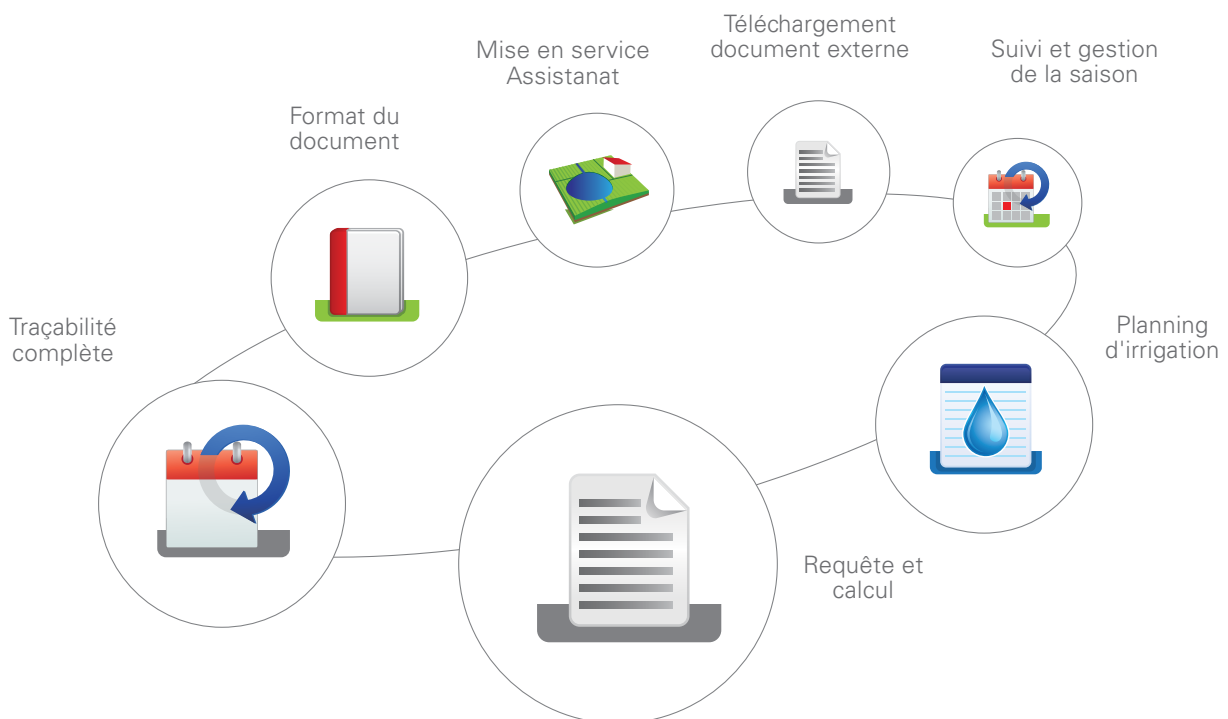 Téléchargement
document externe
Mise en service
Assistanat
Suivi et gestion
de la saison
Format du
document
Traçabilité
complète
Planning
d'irrigation
Requête et
calcul